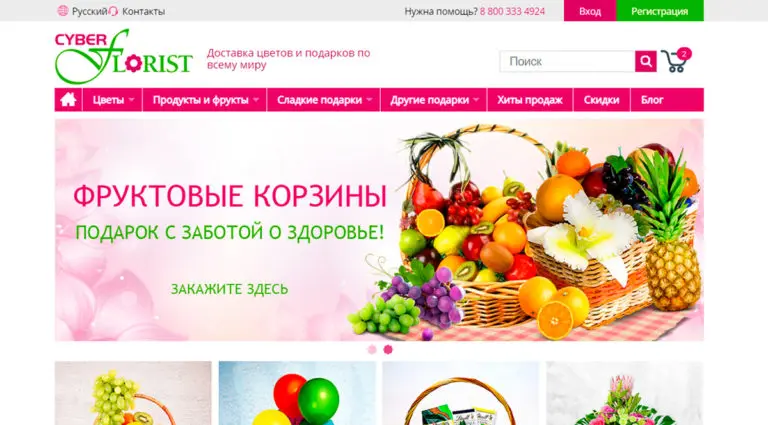 Русский Контакты Нужна помощь? 8 800 333 4924 Вход Регистрация
CYBER
FLORIST
Доставка цветов и подарков по
всему миру
Поиск
2
Цветы Продукты и фрукты Сладкие подарки Другие подарки Хиты продаж Скидки Блог
ФРУКТОВЫЕ КОРЗИНЫ
ПОДАРОК С ЗАБОТОЙ О ЗДОРОВЬЕ!
ЗАКАЖИТЕ ЗДЕСЬ